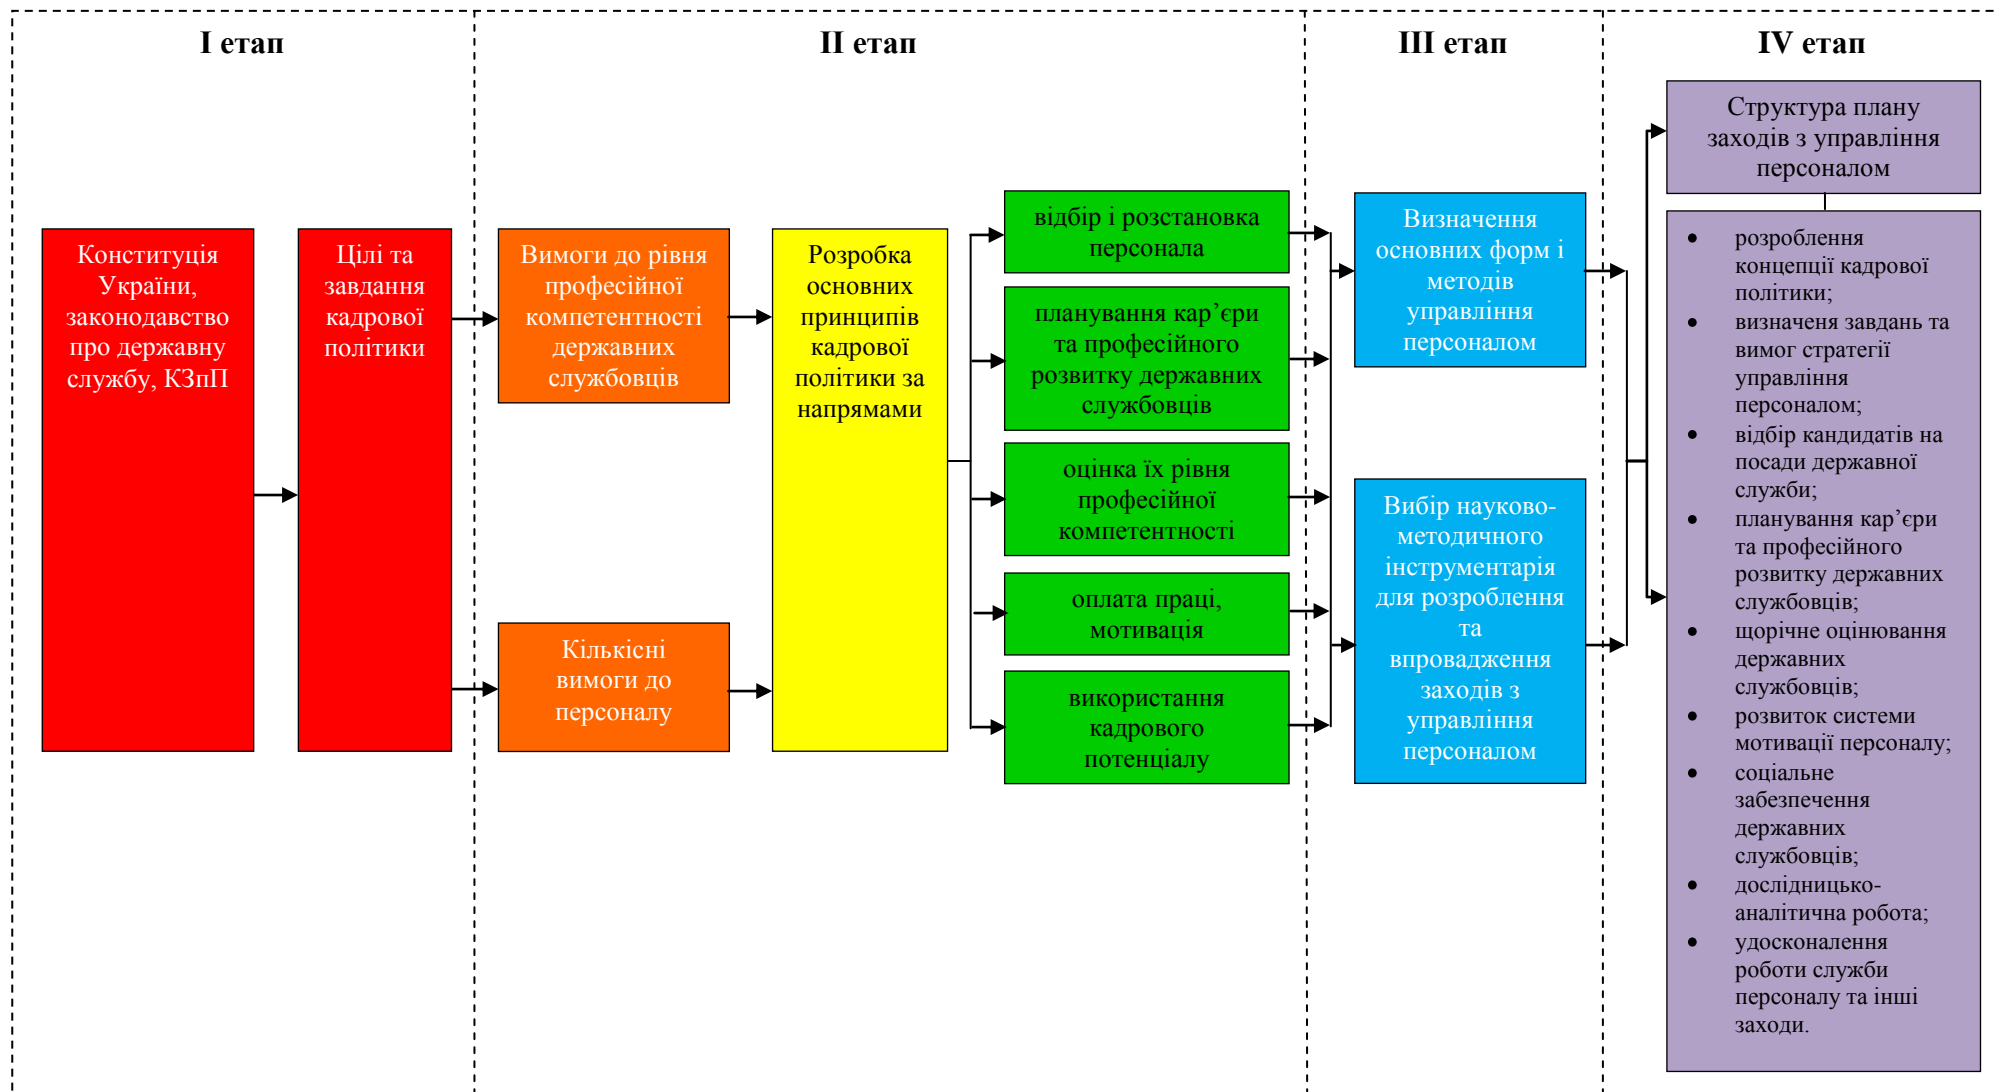 І етап
ІІ етап
ІІІ етап
IV етап
Конституція
України,
законодавство
про державну
службу, КЗпП
Цілі та
завдання
кадрової
політики
Вимоги до рівня
професійної
компетентності
державних
службовців
Кількісні
вимоги до
персоналу
Розробка
основних
принципів
кадрової
політики за
напрямами
відбір і розстановка
персонала
планування кар’єри
та професійного
розвитку державних
службовців
оцінка їх рівня
професійної
компетентності
оплата праці,
мотивація
використання
кадрового
потенціалу
Визначення
основних форм і
методів
управління
персоналом
Вибір науково-
методичного
інструментарія
для розроблення
та
впровадження
заходів з
управління
персоналом
Структура плану
заходів з управління
персоналом
• розроблення
концепції кадрової
політики;
• визначеня завдань та
вимог стратегії
управління
персоналом;
• відбір кандидатів на
посади державної
служби;
• планування кар’єри
та професійного
розвитку державних
службовців;
• щорічне оцінювання
державних
службовців;
• розвиток системи
мотивації персоналу;
• соціальне
забезпечення
державних
службовців;
• дослідницько-
аналітична робота;
• удосконалення
роботи служби
персоналу та інші
заходи.